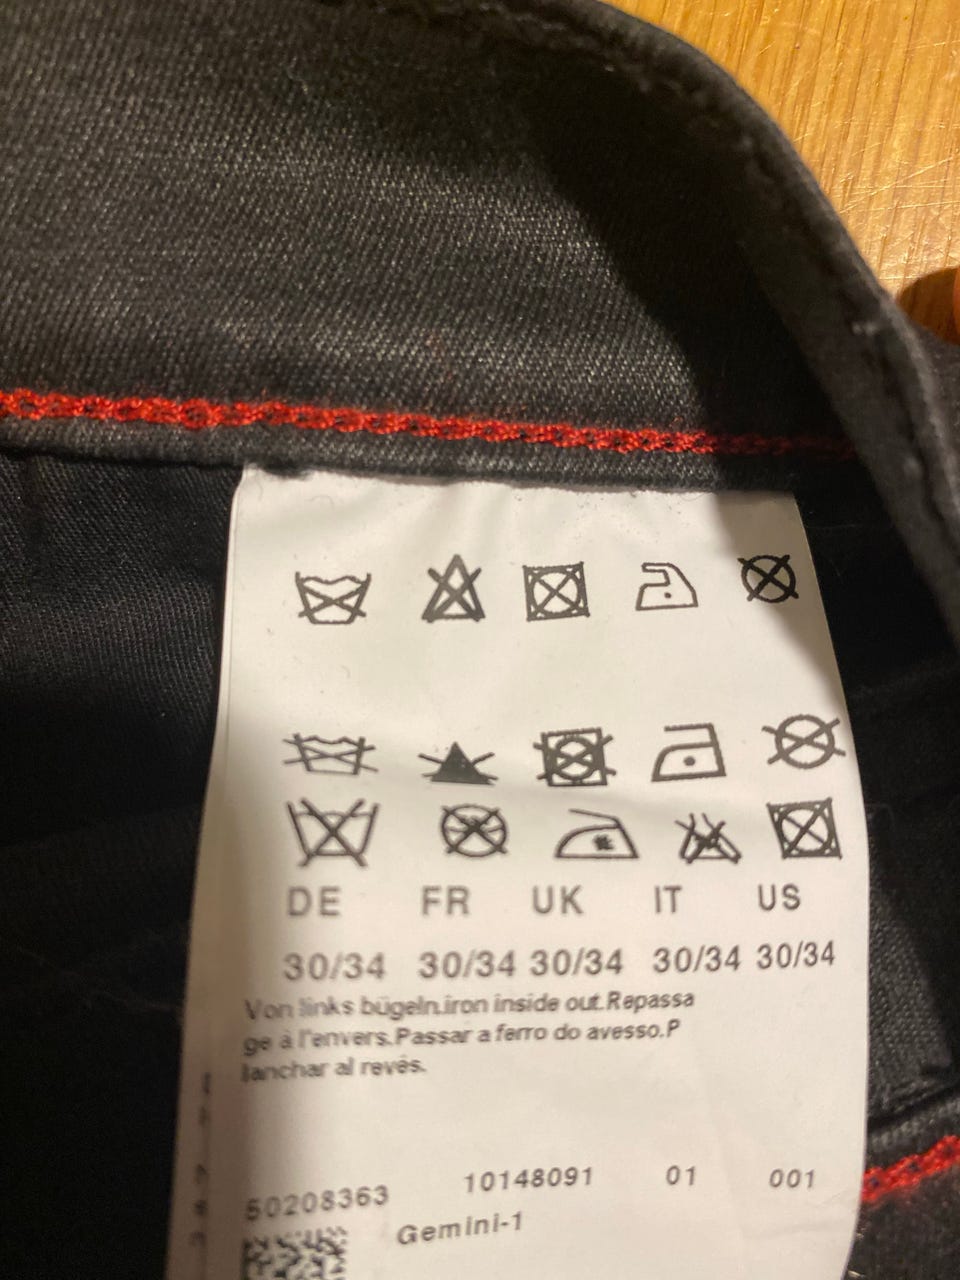 DE FR UK IT US
30/34 30/34 30/34 30/34 30/34
Von links bügeln.iron inside out.Repassa
ge à l'envers.Passar a ferro do avesso.P
lanchar al revés.
50208363 10148091 01 001
Gemini-1